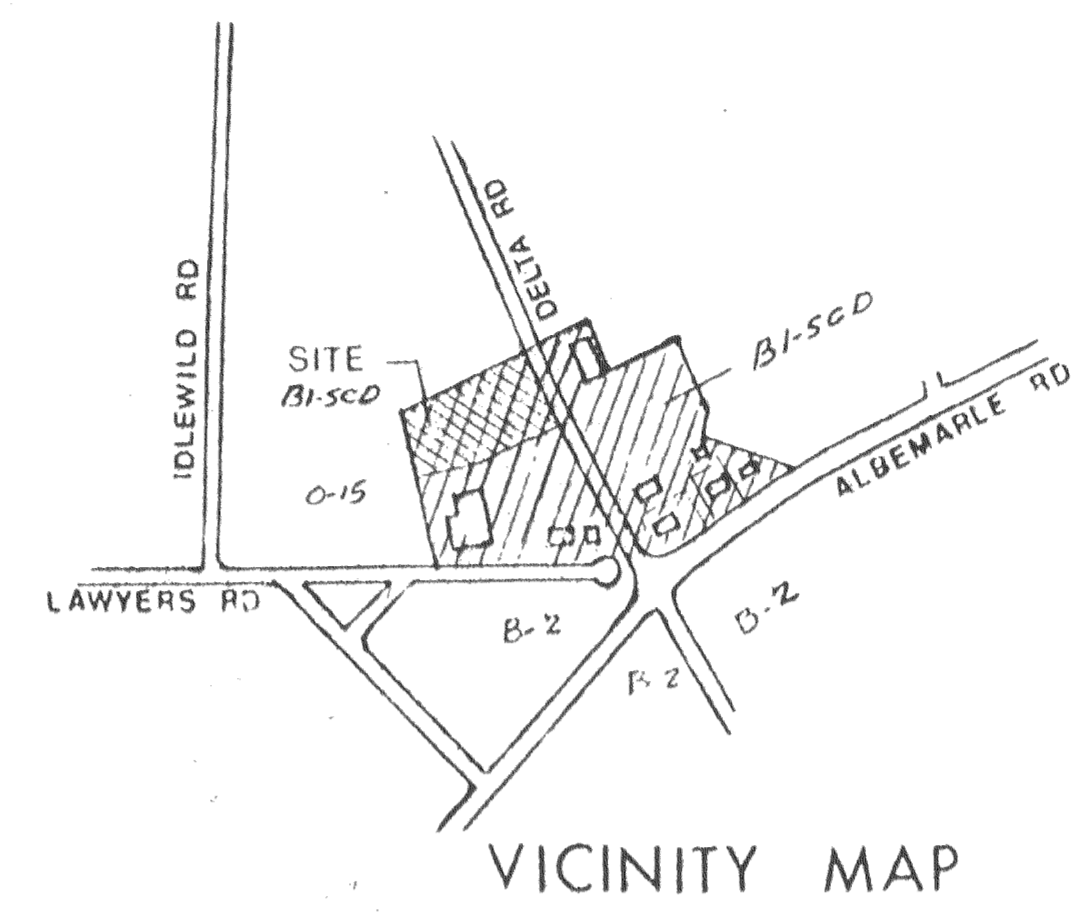 DELTA RD
IDLEWILD RD
SITE
B1-SCD
B1-SCD
ALBEMARLE RD
O-15
LAWYERS RD
B-2
B-2
B-2
VICINITY MAP